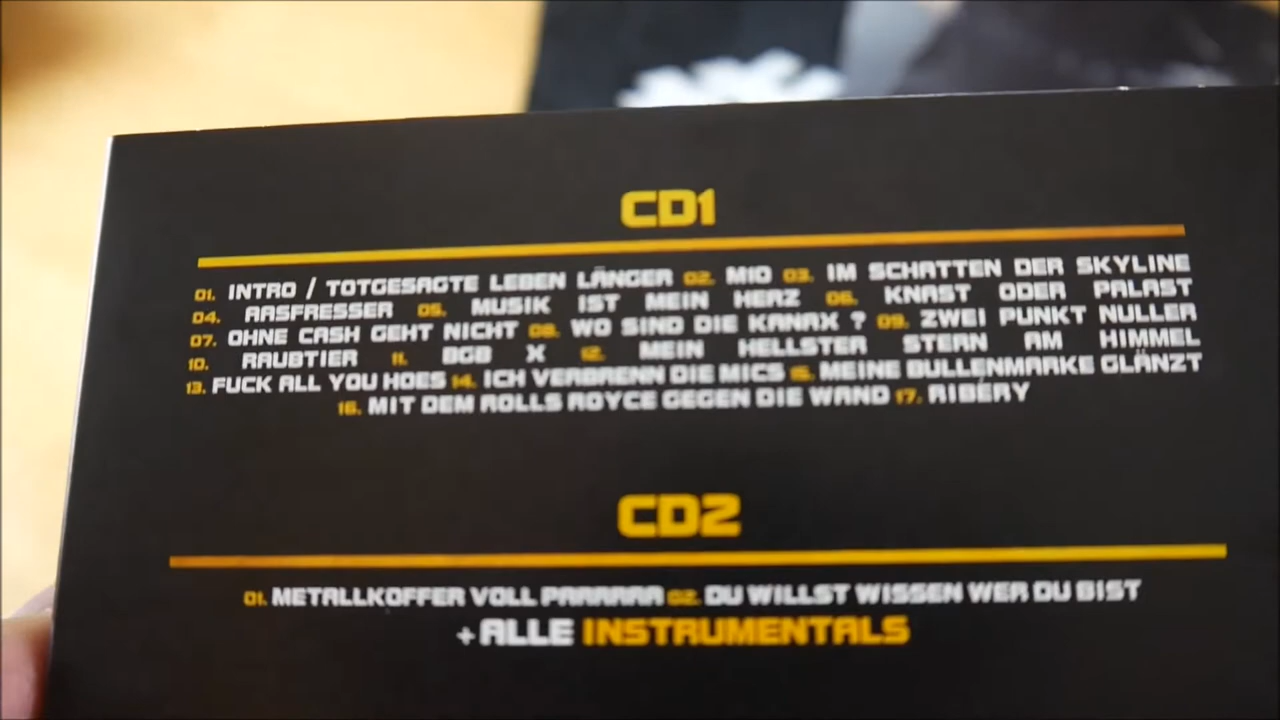 CD1
01. INTRO / TOTGESAGTE LEBEN LÄNGER 02. MIO 03. IM SCHATTEN DER SKYLINE
04. AASFRESSER 05. MUSIK IST MEIN HERZ 06. KNAST ODER PALAST
07. OHNE CASH GEHT NICHT 08. WO SIND DIE KANAX ? 09. ZWEI PUNKT NULLER
10. RAUBTIER 11. BGB X 12. MEIN HELLSTER STERN AM HIMMEL
13. FUCK ALL YOU HOES 14. ICH VERBRENN DIE MICS 15. MEINE BULLENMARKE GLÄNZT
16. MIT DEM ROLLS ROYCE GEGEN DIE WAND 17. RIBÉRY
CD2
01. METALLKOFFER VOLL PARARARA 02. DU WILLST WISSEN WER DU BIST
+ ALLE INSTRUMENTALS